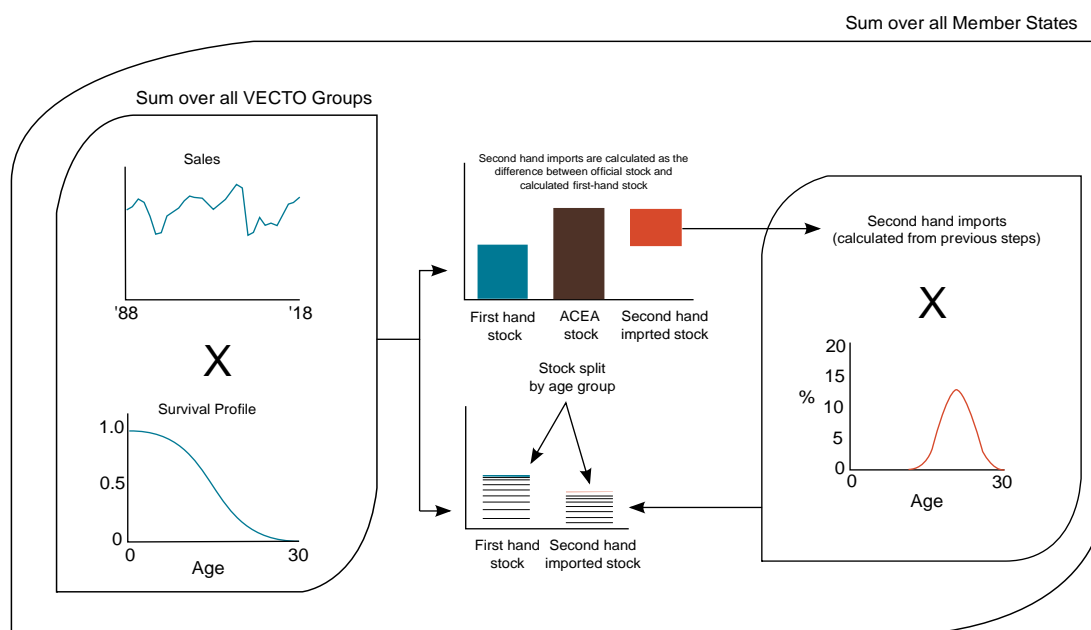 Sum over all Member States
Sum over all VECTO Groups
Sales
'88
'18
X
Survival Profile
1.0
0.5
0
0
30
Age
Second hand imports are calculated as the
difference between official stock and
calculated first-hand stock
First hand
stock
ACEA
stock
Second hand
imprted stock
Stock split
by age group
First hand
stock
Second hand
imported stock
Second hand imports
(calculated from previous steps)
X
20
15
%
10
5
0
0
30
Age